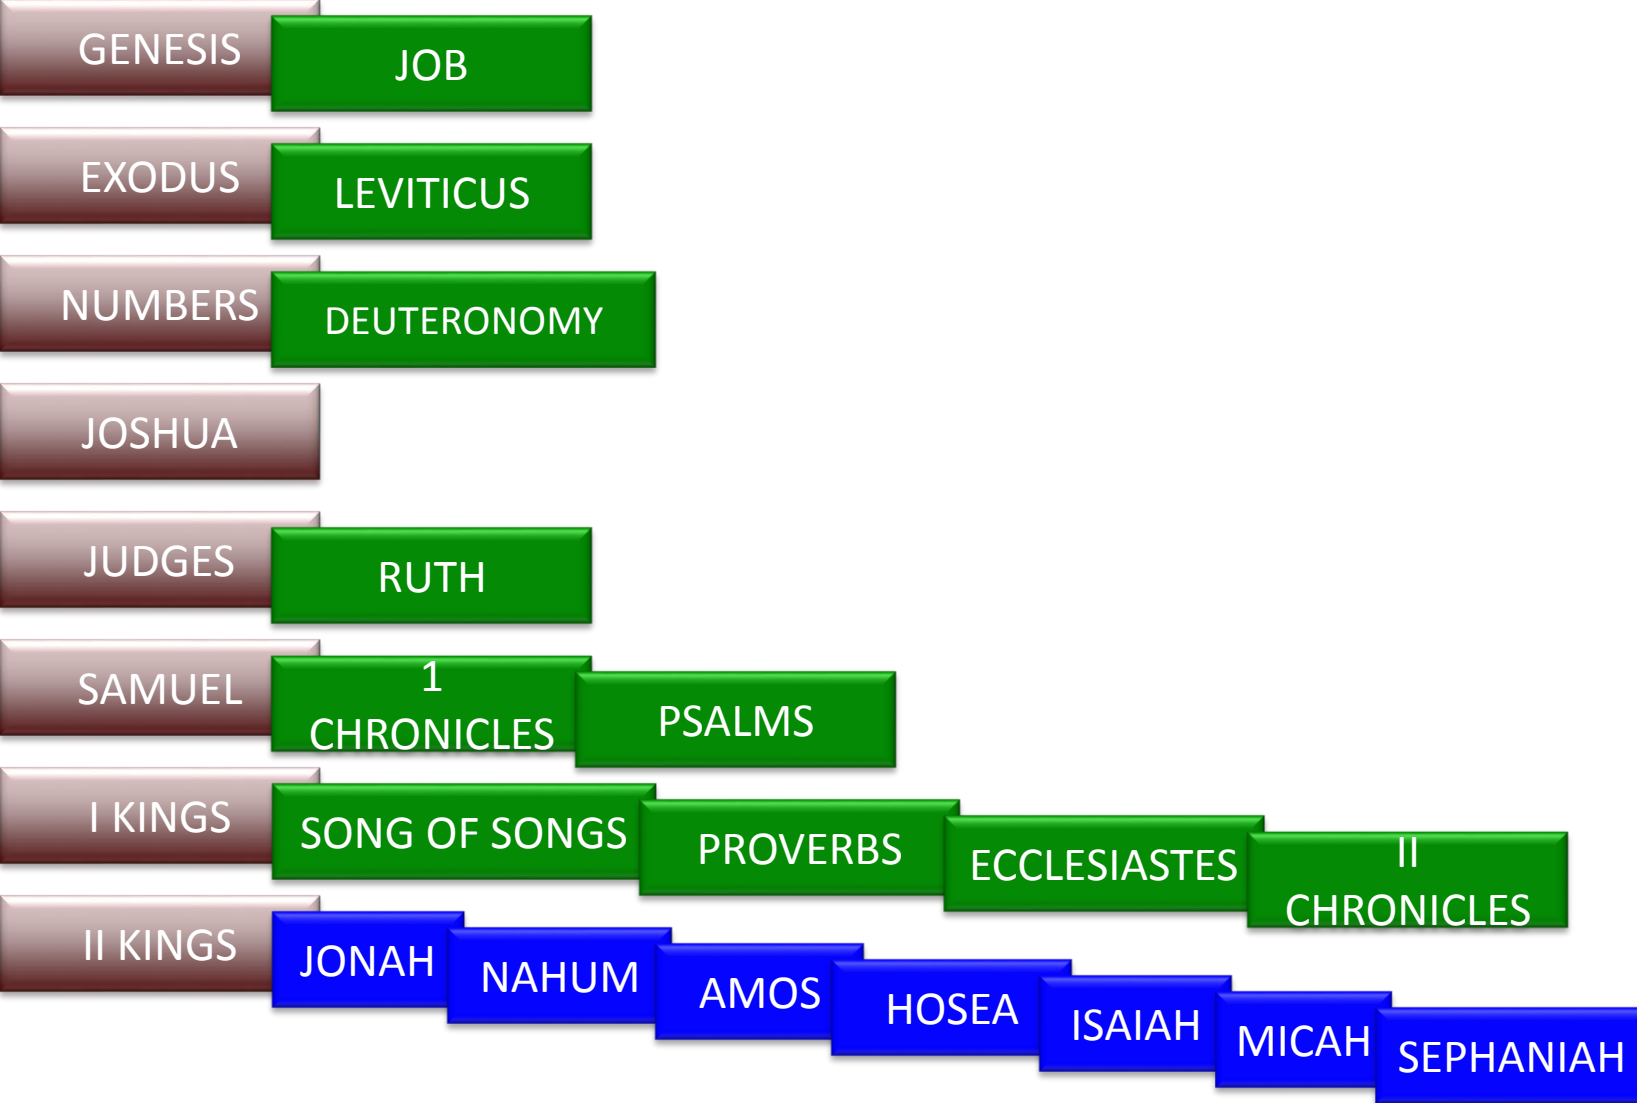 GENESIS
JOB
EXODUS
LEVITICUS
NUMBERS
DEUTERONOMY
JOSHUA
JUDGES
RUTH
SAMUEL
1
CHRONICLES
PSALMS
I KINGS
SONG OF SONGS
PROVERBS
ECCLESIASTES
II
CHRONICLES
II KINGS
JONAH
NAHUM
AMOS
HOSEA
ISAIAH
MICAH
SEPHANIAH